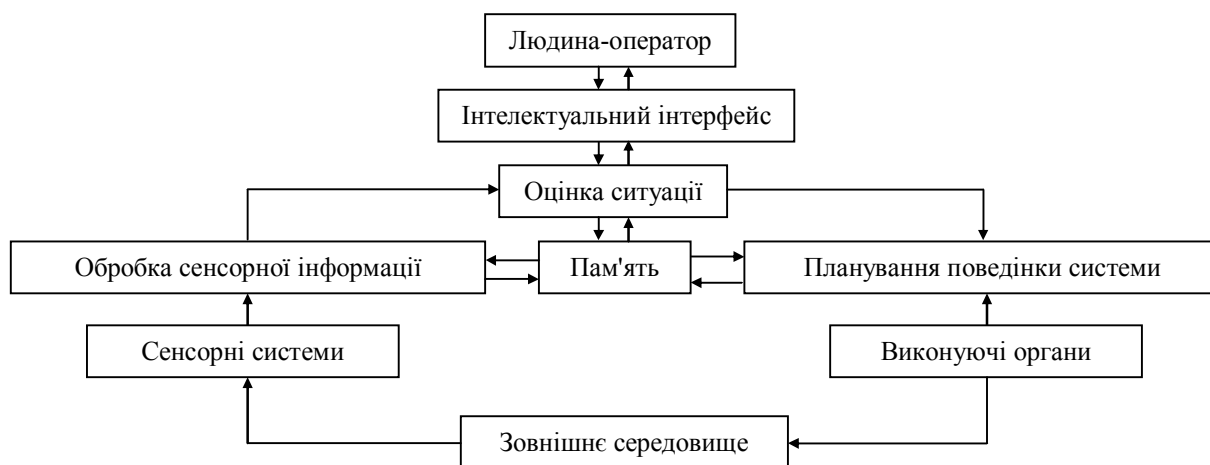 Людина-оператор
Інтелектуальний інтерфейс
Оцінка ситуації
Обробка сенсорної інформації
Пам'ять
Планування поведінки системи
Сенсорні системи
Виконуючі органи
Зовнішнє середовище